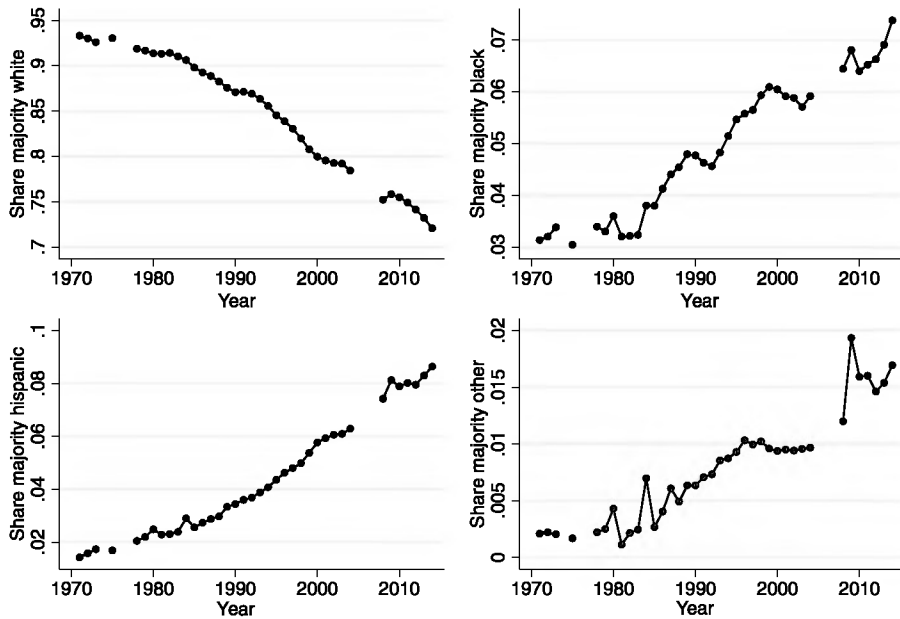 Share majority white
.95
.9
.85
.8
.75
.7
1970 1980 1990 2000 2010
Year
Share majority black
.07
.06
.05
.04
.03
1970 1980 1990 2000 2010
Year
Share majority hispanic
.1
.08
.06
.04
.02
1970 1980 1990 2000 2010
Year
Share majority other
.02
.015
.01
.005
0
1970 1980 1990 2000 2010
Year